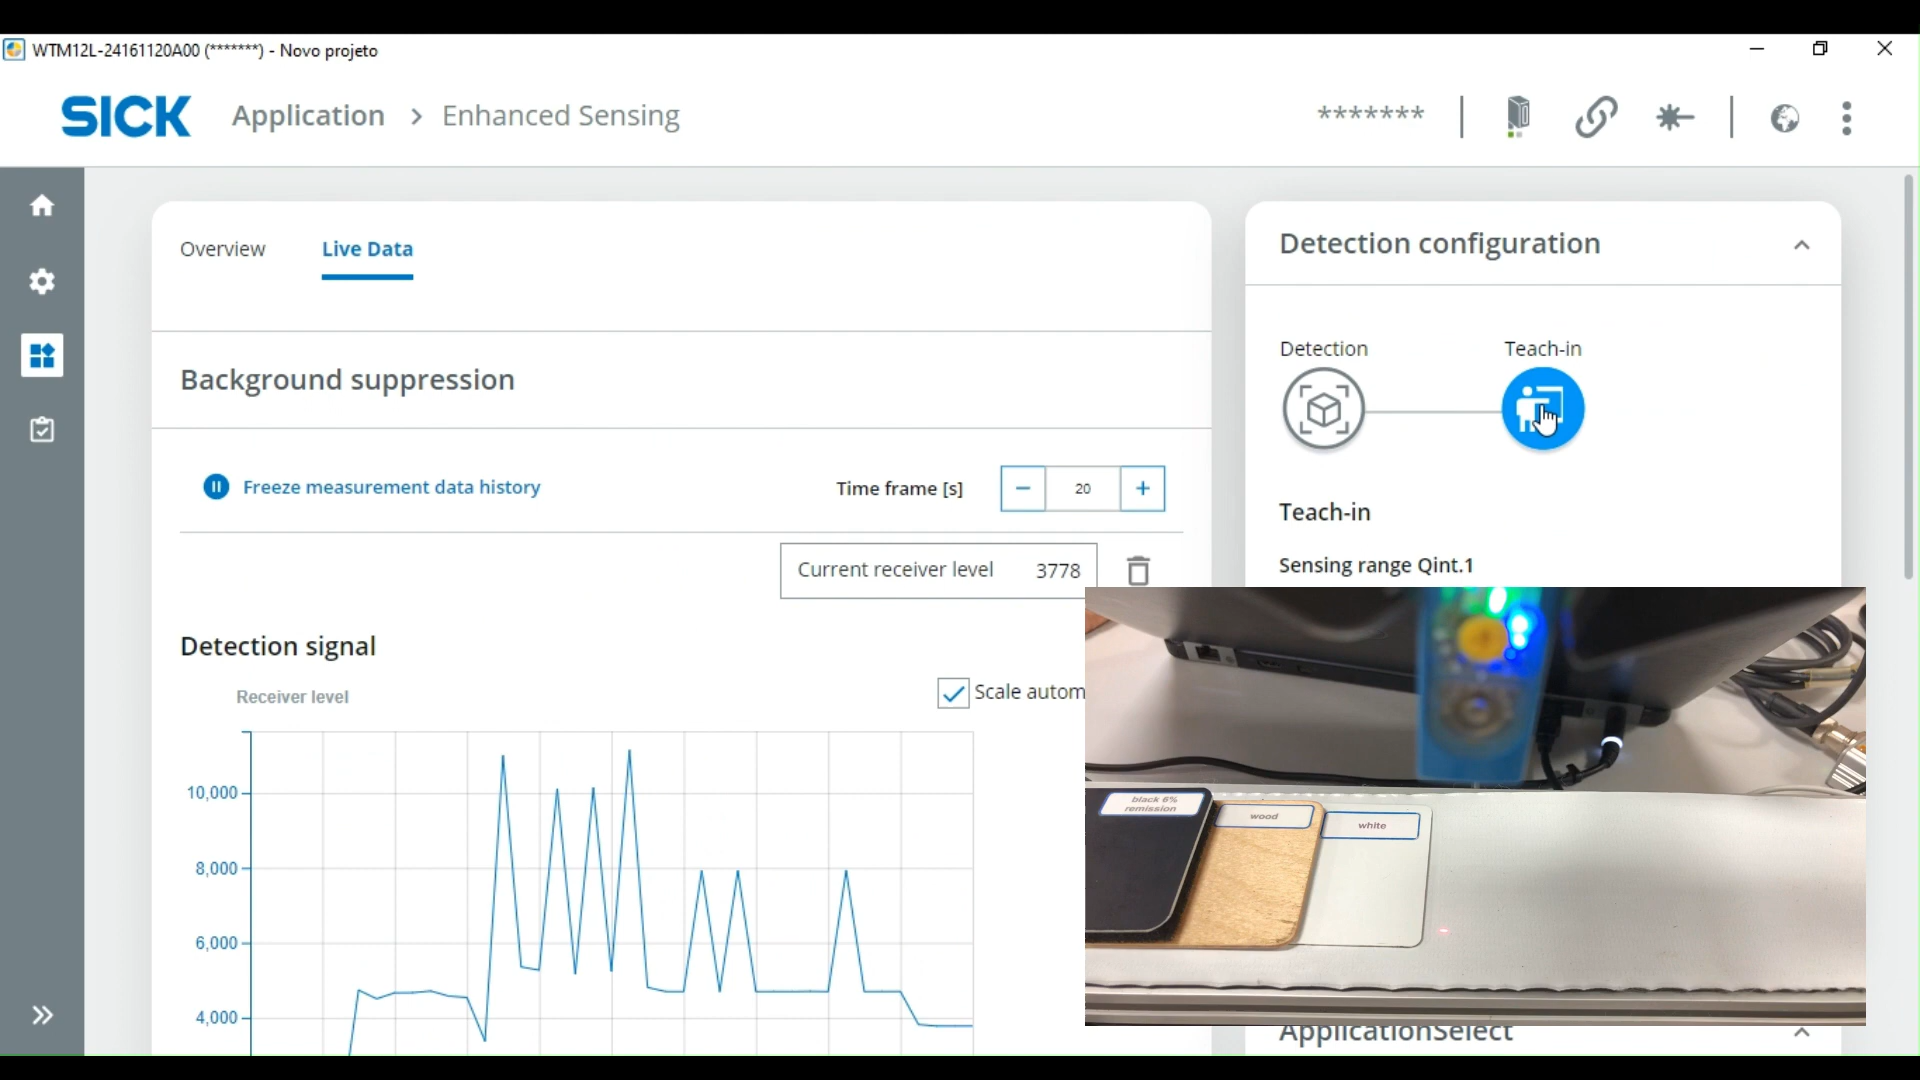 WTM12L-24161120A00 (*******) - Novo projeto
SICK
Application > Enhanced Sensing
*******
Overview
Live Data
Detection configuration
Detection
Teach-in
Background suppression
Freeze measurement data history
Time frame [s]
20
Teach-in
Current receiver level 3778
Sensing range Qint.1
Detection signal
Receiver level
Scale autom
10,000
8,000
6,000
4,000
black 6%
remission
wood
white
ApplicationSelect